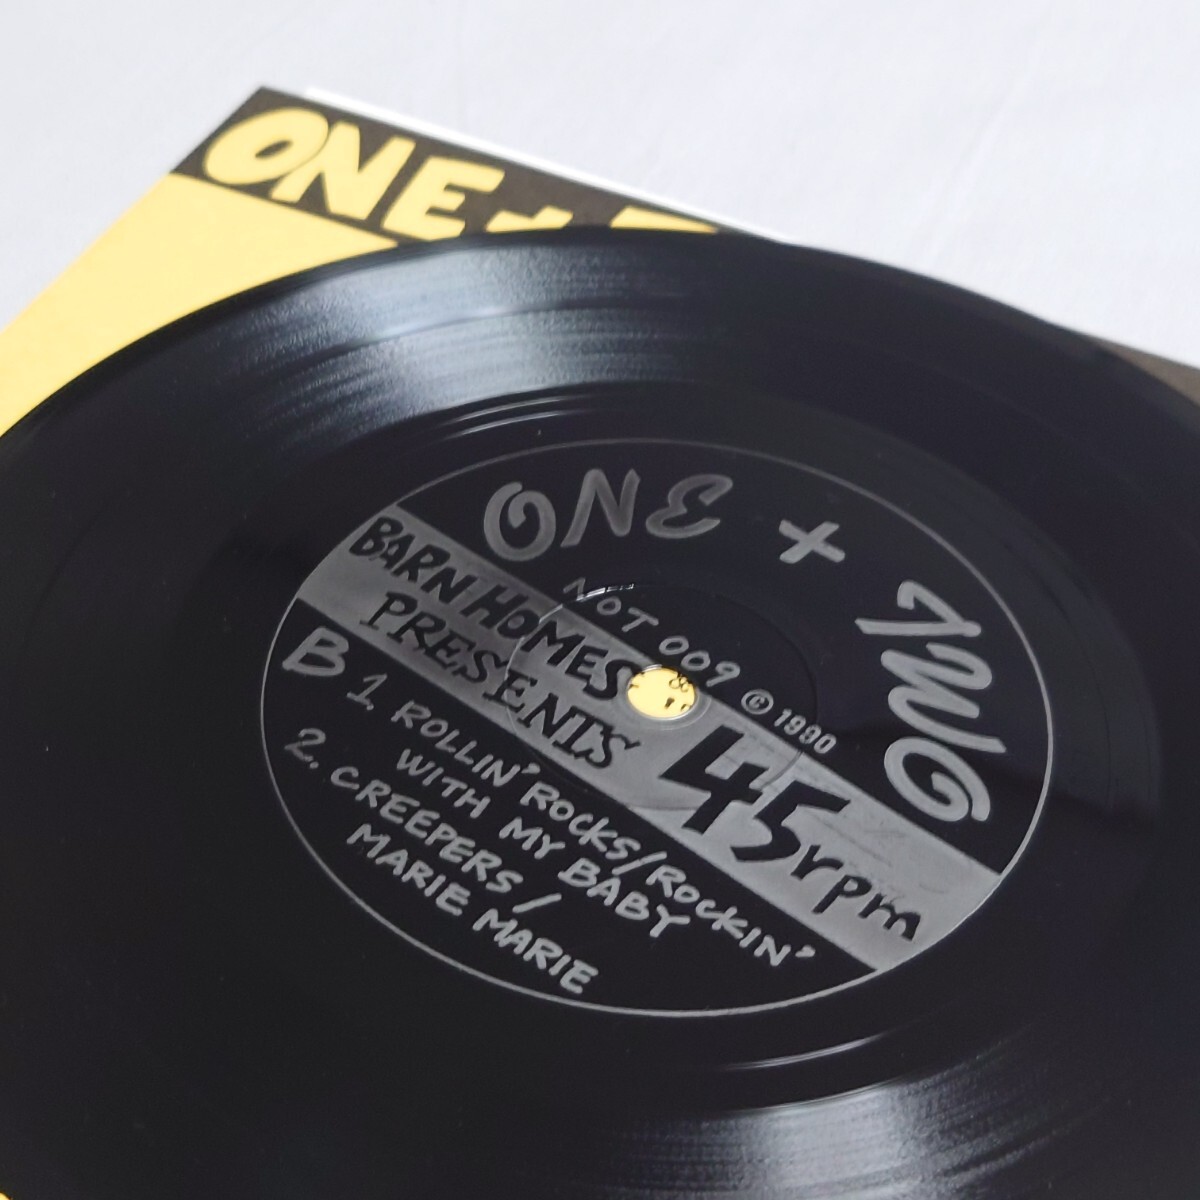 ONE +
ONE + TWO
NOT 009 © 1990
BARN HOMES
PRESENTS
45rpm
B 1. ROLLIN' ROCKS/ROCKIN'
WITH MY BABY
2. CREEPERS/
MARIE MARIE